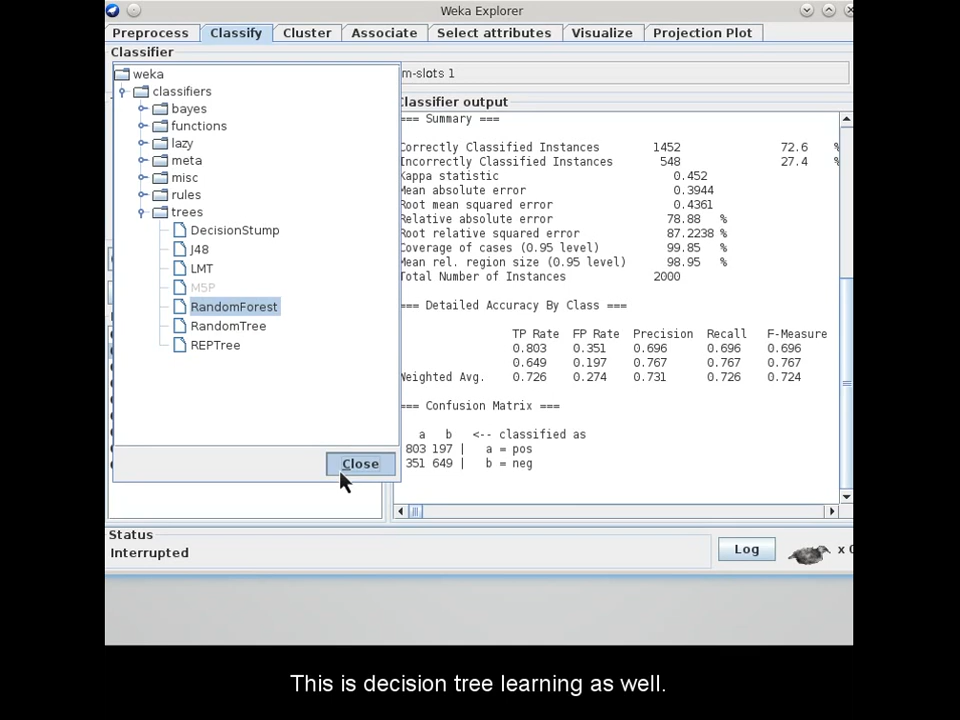 Weka Explorer
Preprocess Classify Cluster Associate Select attributes Visualize Projection Plot
Classifier
weka
m-slots 1
classifiers
bayes
functions
lazy
meta
misc
rules
trees
DecisionStump
J48
LMT
M5P
RandomForest
RandomTree
REPTree
Close
Classifier output
=== Summary ===
Correctly Classified Instances 1452 72.6 %
Incorrectly Classified Instances 548 27.4 %
Kappa statistic 0.452
Mean absolute error 0.3944
Root mean squared error 0.4361
Relative absolute error 78.88 %
Root relative squared error 87.2238 %
Coverage of cases (0.95 level) 99.85 %
Mean rel. region size (0.95 level) 98.95 %
Total Number of Instances 2000
=== Detailed Accuracy By Class ===
TP Rate FP Rate Precision Recall F-Measure
0.803 0.351 0.696 0.696 0.696
0.649 0.197 0.767 0.767 0.767
Weighted Avg. 0.726 0.274 0.731 0.726 0.724
=== Confusion Matrix ===
a b <-- classified as
803 197 | a = pos
351 649 | b = neg
Status
Interrupted
Log
x 0
This is decision tree learning as well.